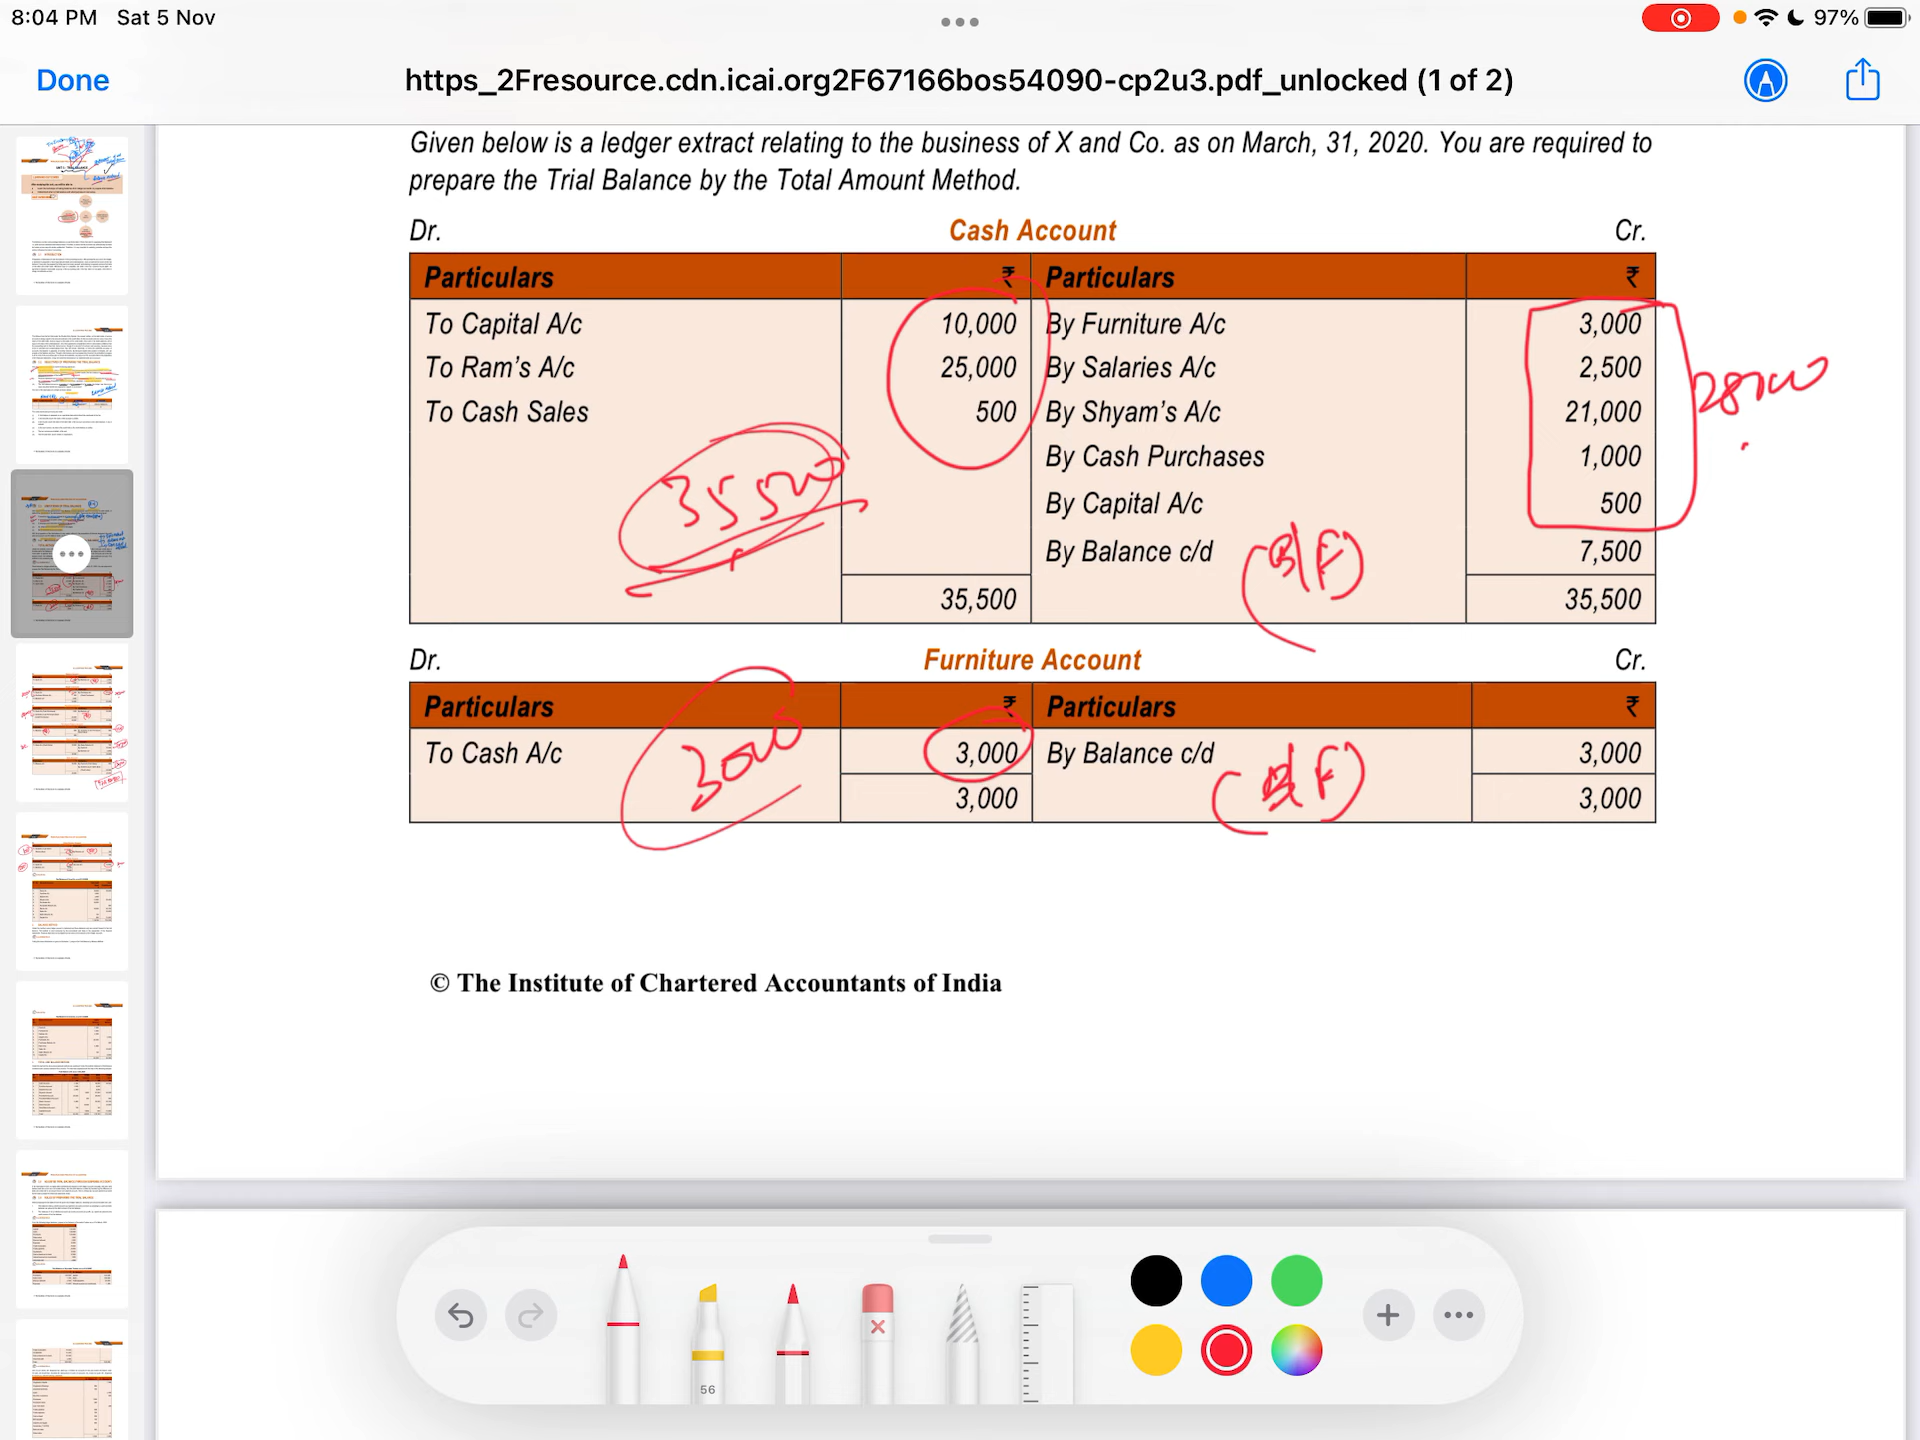 8:04 PM Sat 5 Nov
97%
Done
https_2Fresource.cdn.icai.org2F67166bos54090-cp2u3.pdf_unlocked (1 of 2)
Given below is a ledger extract relating to the business of X and Co. as on March, 31, 2020. You are required to
prepare the Trial Balance by the Total Amount Method.
Dr. Cash Account Cr.
Particulars ₹ Particulars ₹
To Capital A/c 10,000 By Furniture A/c 3,000
To Ram's A/c 25,000 By Salaries A/c 2,500
To Cash Sales 500 By Shyam's A/c 21,000
By Cash Purchases 1,000
By Capital A/c 500
By Balance c/d 7,500
35,500 35,500
35500
B/F
Dr. Furniture Account Cr.
Particulars ₹ Particulars ₹
To Cash A/c 3,000 By Balance c/d 3,000
3,000 3,000
3000
B/F
© The Institute of Chartered Accountants of India
56